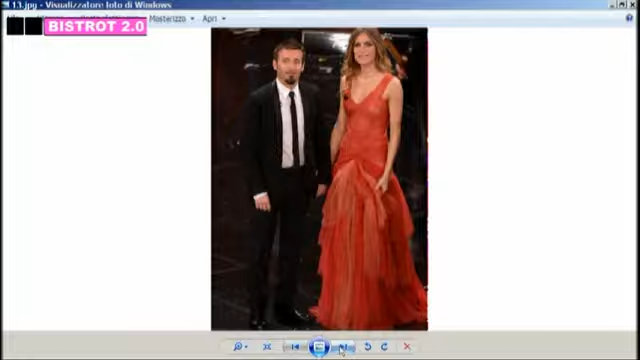 13.jpg - Visualizzatore foto di Windows
Masterizza Apri
BISTROT 2.0